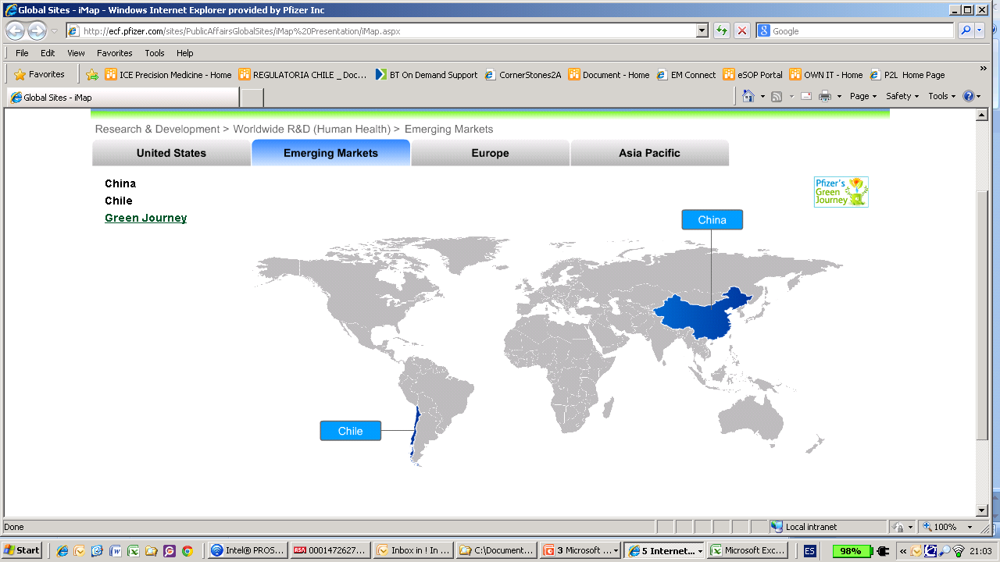 Global Sites - iMap - Windows Internet Explorer provided by Pfizer Inc
http://ecf.pfizer.com/sites/PublicAffairsGlobalSites/iMap%20Presentation/iMap.aspx
Google
File Edit View Favorites Tools Help
Favorites ICE Precision Medicine - Home REGULATORIA CHILE _ Doc... BT On Demand Support CornerStones2A Document - Home EM Connect eSOP Portal OWN IT - Home P2L Home Page »
Global Sites - iMap Page Safety Tools
Research & Development > Worldwide R&D (Human Health) > Emerging Markets
United States Emerging Markets Europe Asia Pacific
China
Chile
Green Journey
Pfizer's
Green
Journey
China
Chile
Done Local intranet 100%
Start Intel® PROS... RSA 0001472627... Inbox in ! In ... C:\Document... 3 Microsoft ... 5 Internet... Microsoft Exc... ES 98% « 21:03